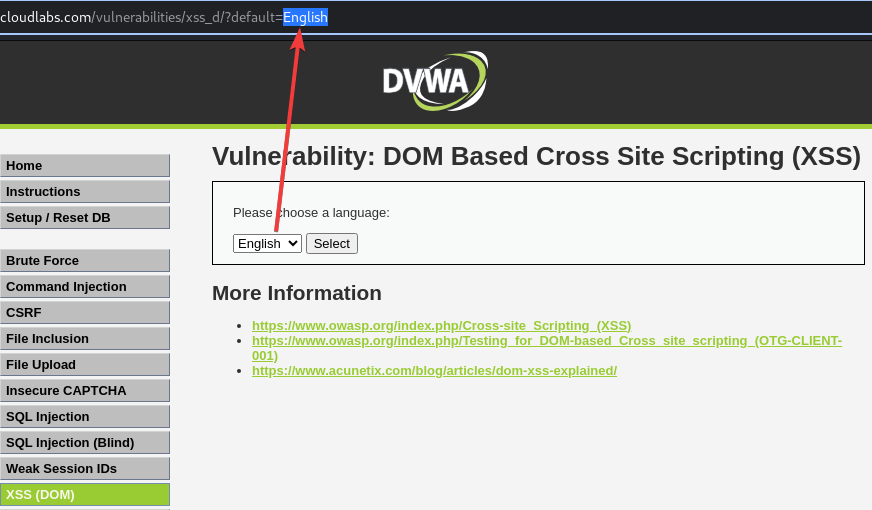 cloudlabs.com/vulnerabilities/xss_d/?default=English
DVWA
Home
Instructions
Setup / Reset DB
Brute Force
Command Injection
CSRF
File Inclusion
File Upload
Insecure CAPTCHA
SQL Injection
SQL Injection (Blind)
Weak Session IDs
XSS (DOM)
Vulnerability: DOM Based Cross Site Scripting (XSS)
Please choose a language:
English Select
More Information
https://www.owasp.org/index.php/Cross-site_Scripting_(XSS)
https://www.owasp.org/index.php/Testing_for_DOM-based_Cross_site_scripting_(OTG-CLIENT-
001)
https://www.acunetix.com/blog/articles/dom-xss-explained/